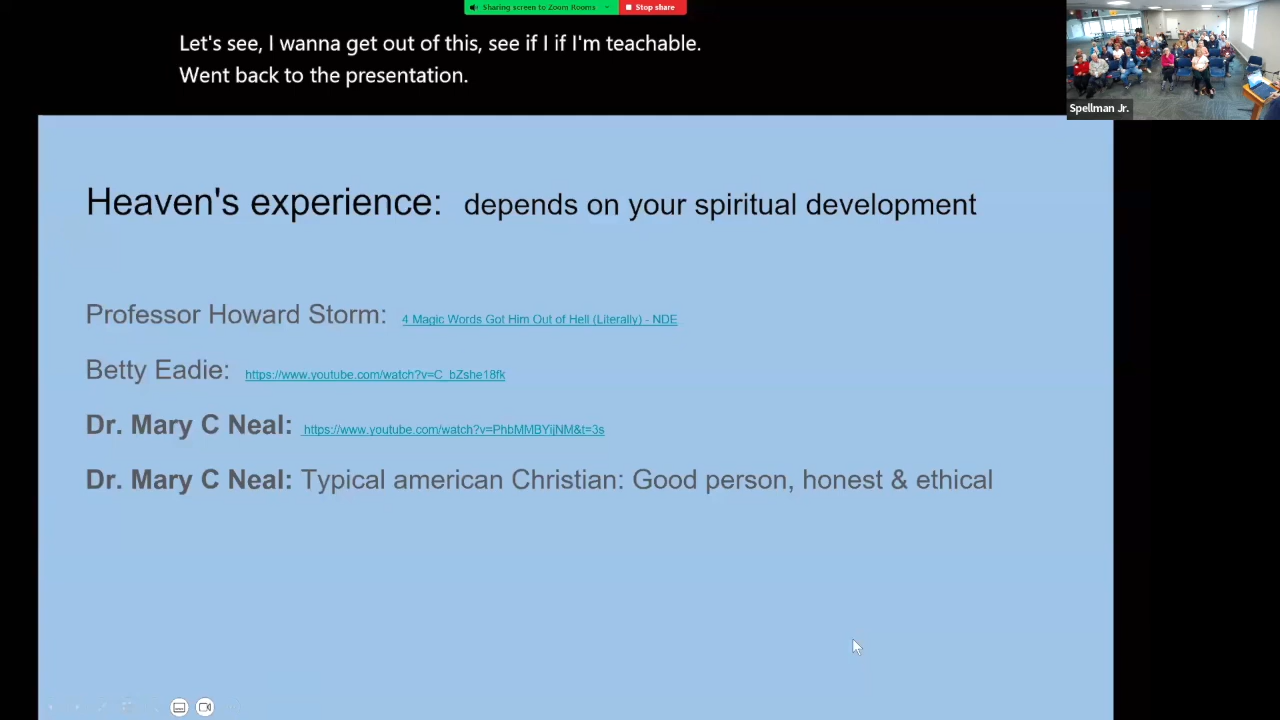 Sharing screen to Zoom Rooms
Stop share
Let's see, I wanna get out of this, see if I if I'm teachable.
Went back to the presentation.
Spellman Jr.
Heaven's experience: depends on your spiritual development
Professor Howard Storm: 4 Magic Words Got Him Out of Hell (Literally) - NDE
Betty Eadie: https://www.youtube.com/watch?v=C_bZshe18fk
Dr. Mary C Neal: https://www.youtube.com/watch?v=PhbMMBYijNM&t=3s
Dr. Mary C Neal: Typical american Christian: Good person, honest & ethical